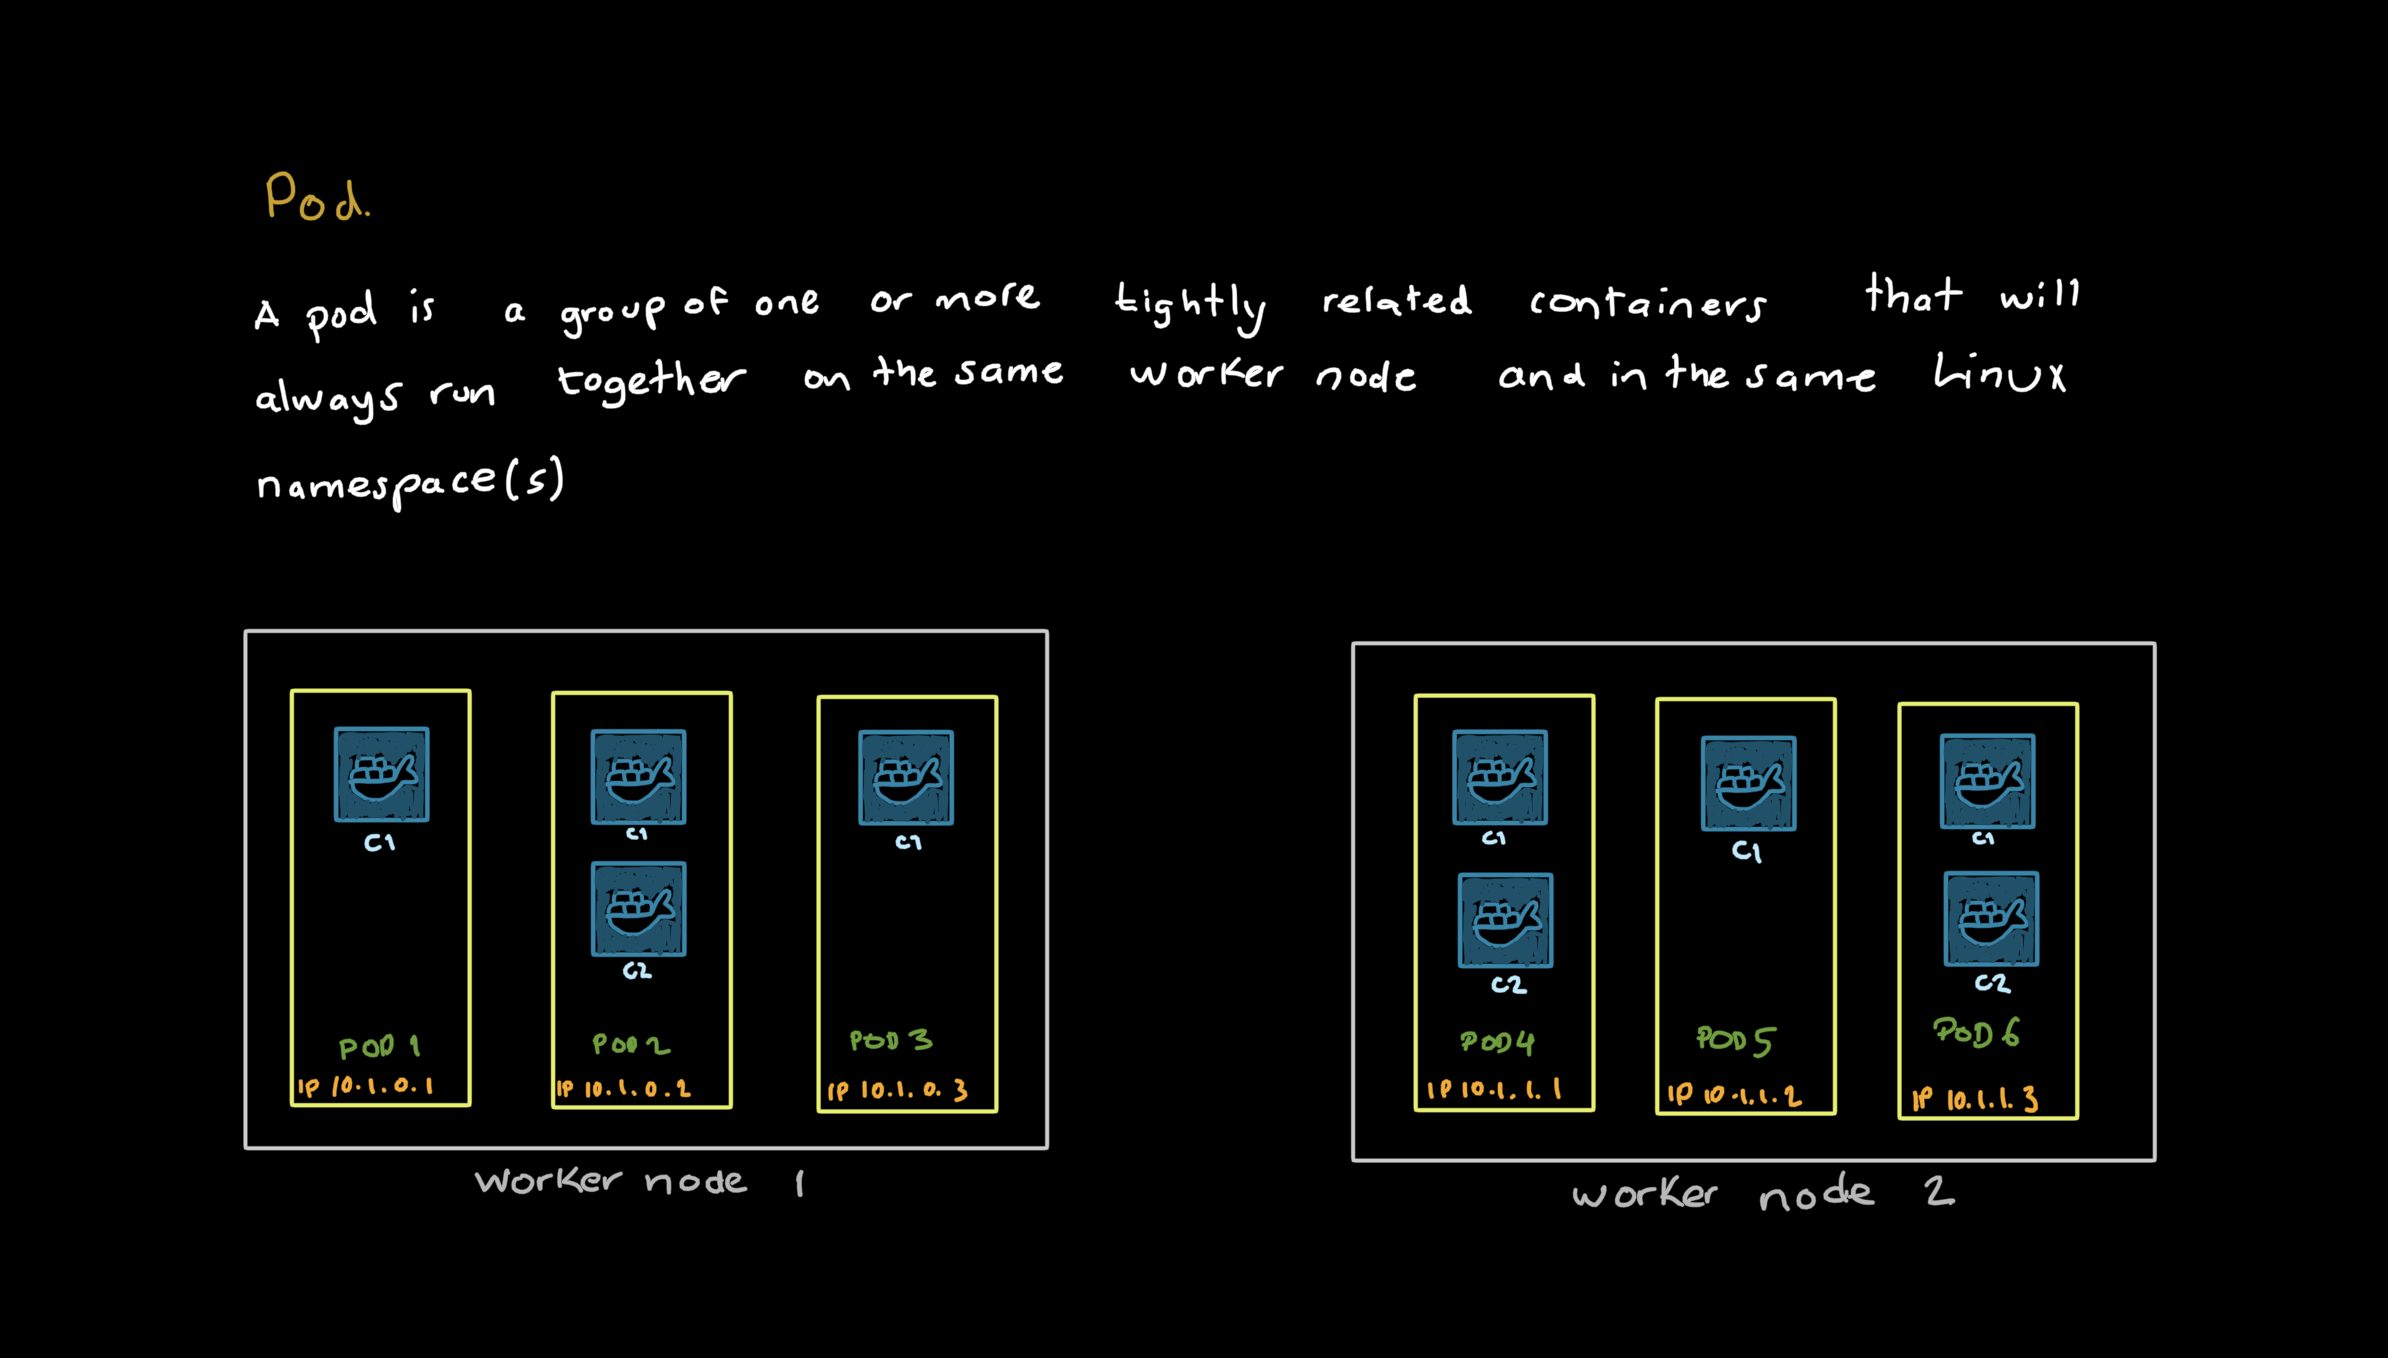 Pod.
A pod is a group of one or more tightly related containers that will
always run together on the same worker node and in the same Linux
namespace(s)
C1
POD 1
IP 10.1.0.1
C1
C2
POD 2
IP 10.1.0.2
C1
POD 3
IP 10.1.0.3
worker node 1
C1
C2
POD4
IP 10.1.1.1
C1
POD5
IP 10.1.1.2
C1
C2
POD 6
IP 10.1.1.3
worker node 2